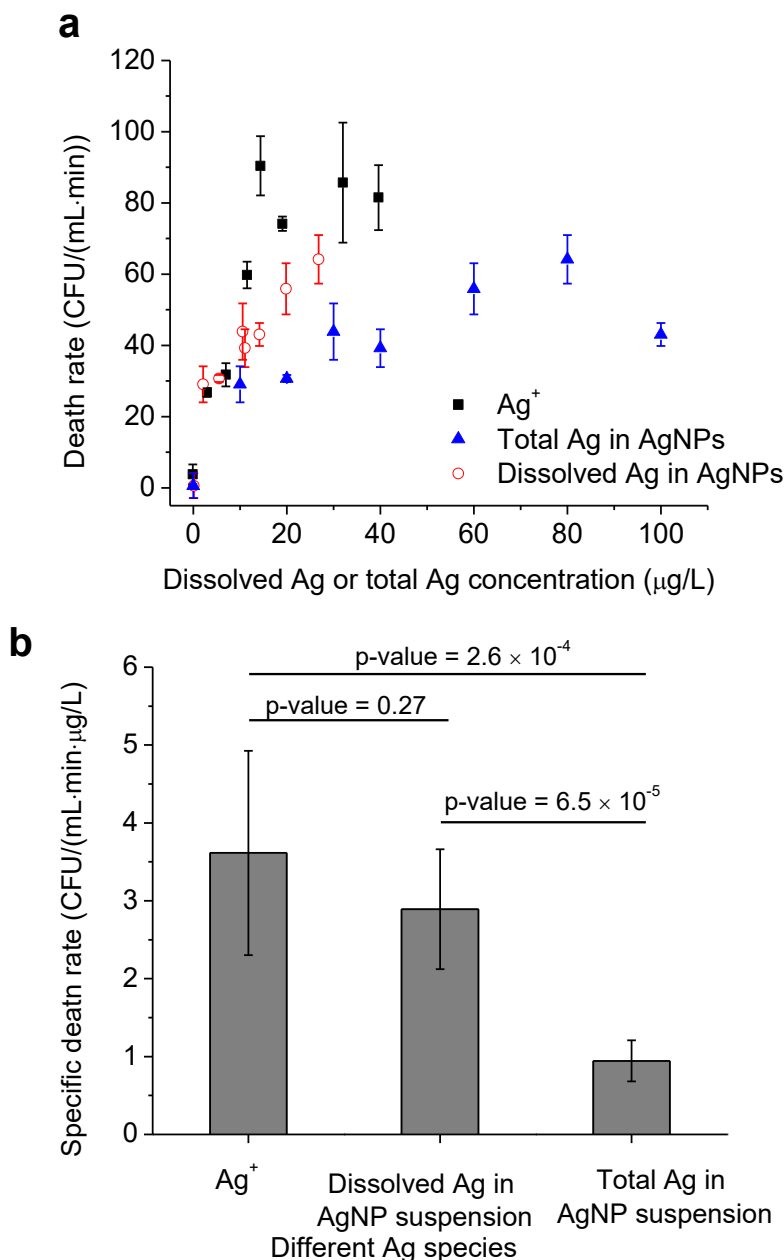 a
120
100
80
60
40
20
0
Death rate (CFU/(mL·min))
Ag⁺
Total Ag in AgNPs
Dissolved Ag in AgNPs
0 20 40 60 80 100
Dissolved Ag or total Ag concentration (μg/L)
b
6
5
4
3
2
1
0
Specific deatn rate (CFU/(mL·min·μg/L)
p-value = 2.6 × 10⁻⁴
p-value = 0.27
p-value = 6.5 × 10⁻⁵
Ag⁺ Dissolved Ag in Total Ag in
AgNP suspension AgNP suspension
Different Ag species